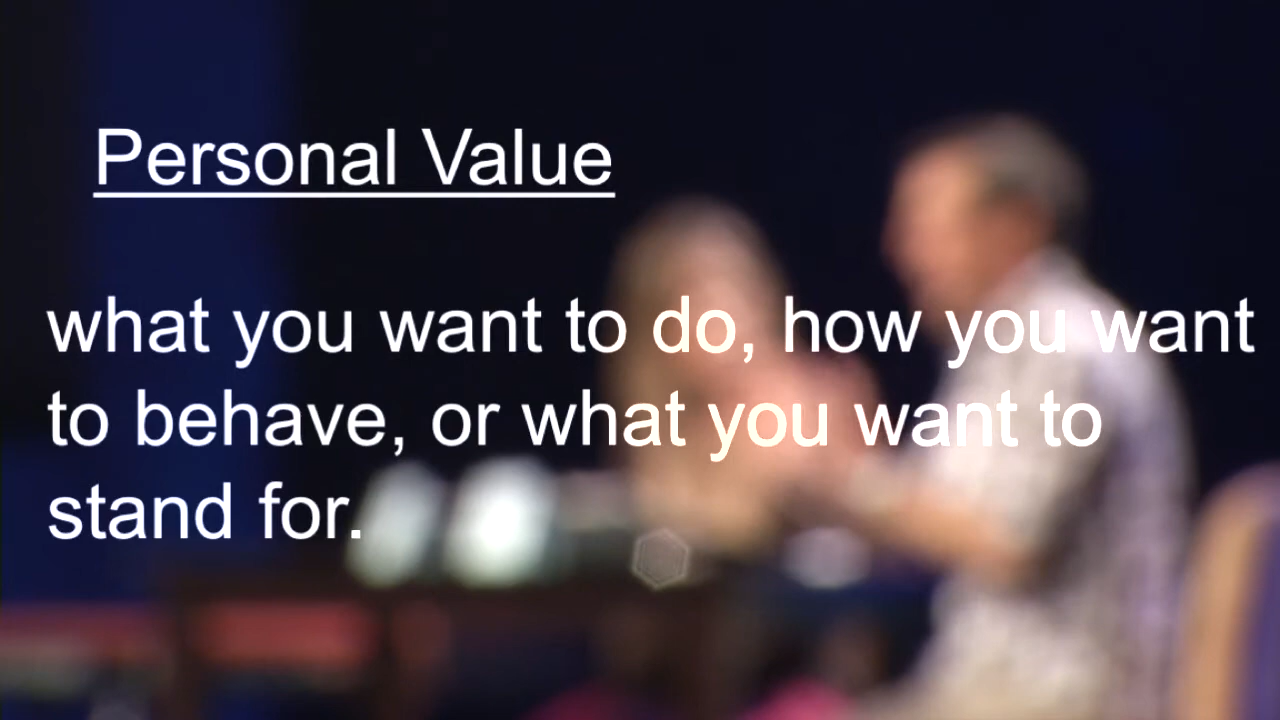 Personal Value
what you want to do, how you want
to behave, or what you want to
stand for.